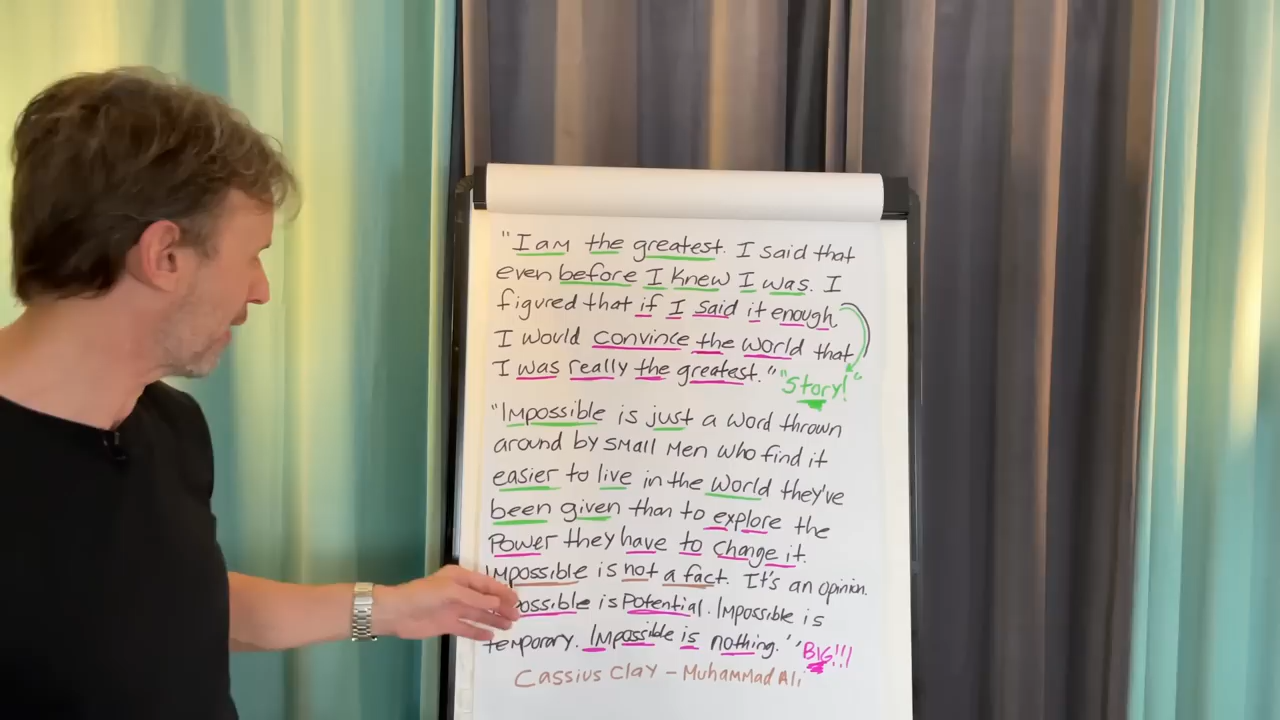 "I am the greatest. I said that
even before I knew I was. I
figured that if I said it enough
I would convince the world that
I was really the greatest." "Story!"
"Impossible is just a word thrown
around by small men who find it
easier to live in the world they've
been given than to explore the
power they have to change it.
Impossible is not a fact. It's an opinion.
possible is Potential. Impossible is
temporary. Impossible is nothing." BIG!!!
Cassius Clay - Muhammad Ali